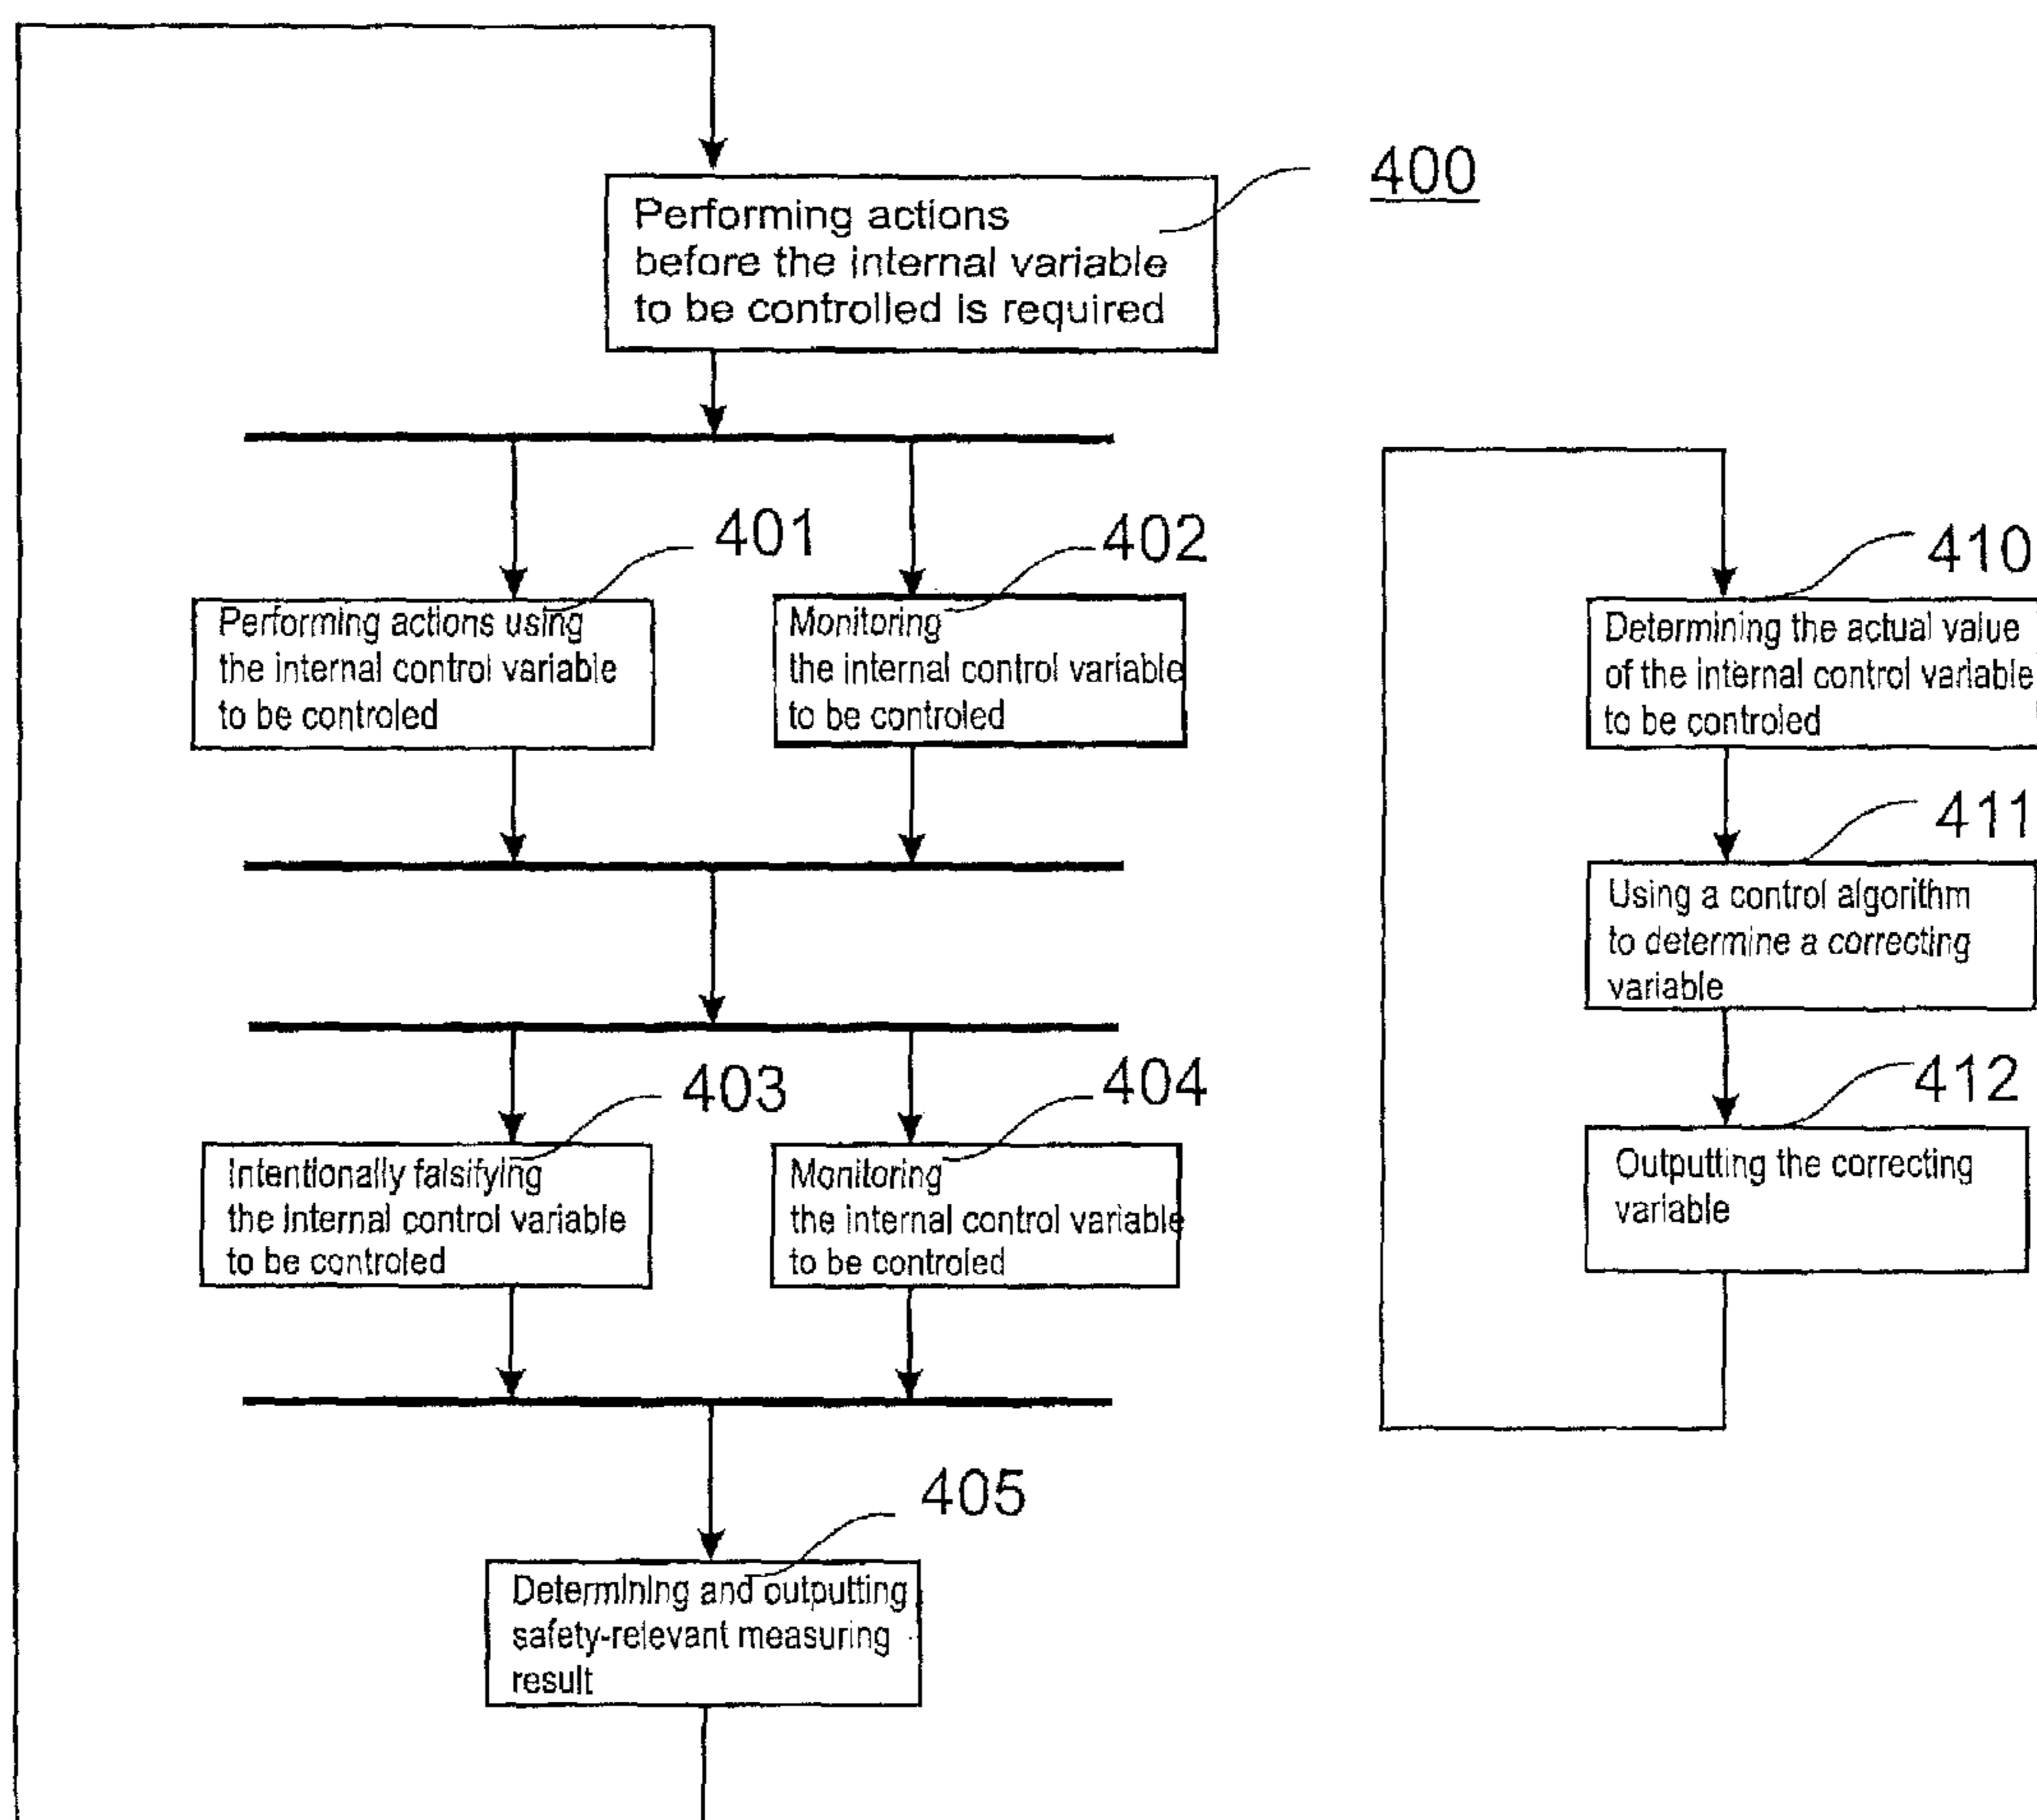 400
Performing actions
before the internal variable
to be controlled is required
401
402
Performing actions using
the internal control variable
to be controled
Monitoring
the internal control variable
to be controled
403
404
Intentionally falsifying
the internal control variable
to be controled
Monitoring
the internal control variable
to be controled
405
Determining and outputting
safety-relevant measuring
result
410
Determining the actual value
of the internal control variable
to be controled
411
Using a control algorithm
to determine a correcting
variable
412
Outputting the correcting
variable